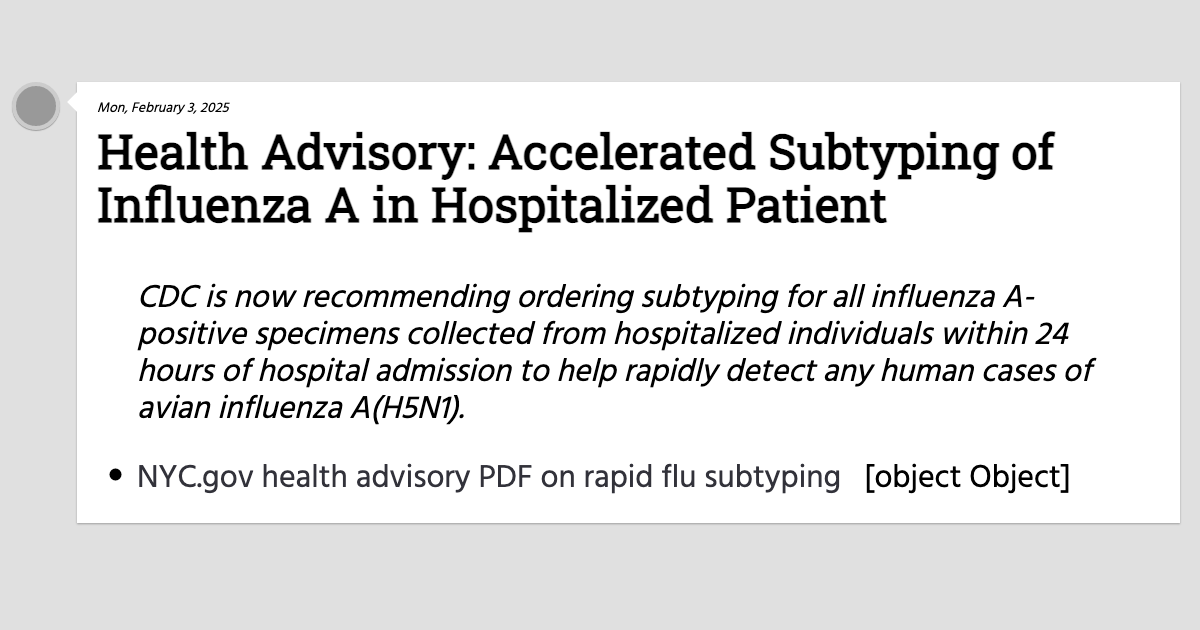 Mon, February 3, 2025
Health Advisory: Accelerated Subtyping of
Influenza A in Hospitalized Patient
CDC is now recommending ordering subtyping for all influenza A-
positive specimens collected from hospitalized individuals within 24
hours of hospital admission to help rapidly detect any human cases of
avian influenza A(H5N1).
• NYC.gov health advisory PDF on rapid flu subtyping [object Object]